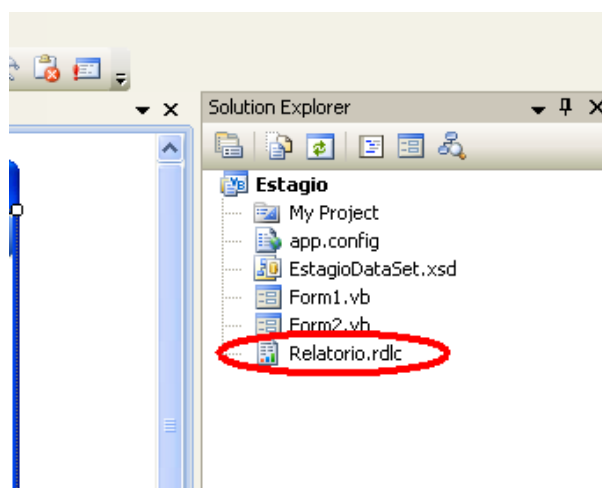 Solution Explorer
Estagio
My Project
app.config
EstagioDataSet.xsd
Form1.vb
Form2.vb
Relatorio.rdlc